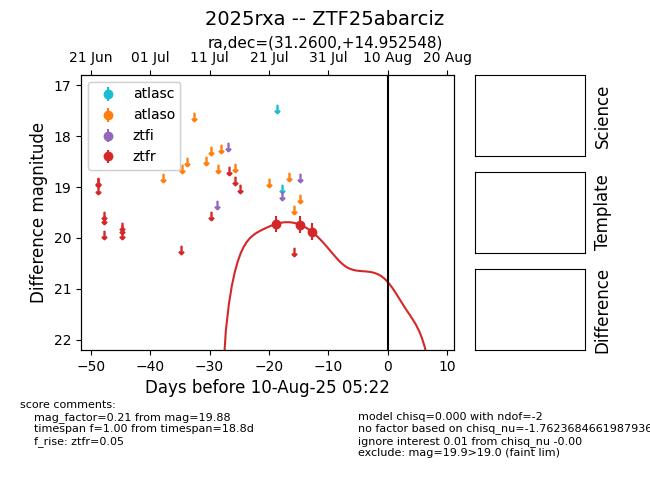 2025rxa -- ZTF25abarciz
ra,dec=(31.2600,+14.952548)
21 Jun 01 Jul 11 Jul 21 Jul 31 Jul 10 Aug 20 Aug
17
18
19
20
21
22
Difference magnitude
atlasc
atlaso
ztfi
ztfr
−50 −40 −30 −20 −10 0 10
Days before 10-Aug-25 05:22
Science
Template
Difference
score comments:
mag_factor=0.21 from mag=19.88
timespan f=1.00 from timespan=18.8d
f_rise: ztfr=0.05
model chisq=0.000 with ndof=-2
no factor based on chisq_nu=-1.7623684661987936
ignore interest 0.01 from chisq_nu -0.00
exclude: mag=19.9>19.0 (faint lim)